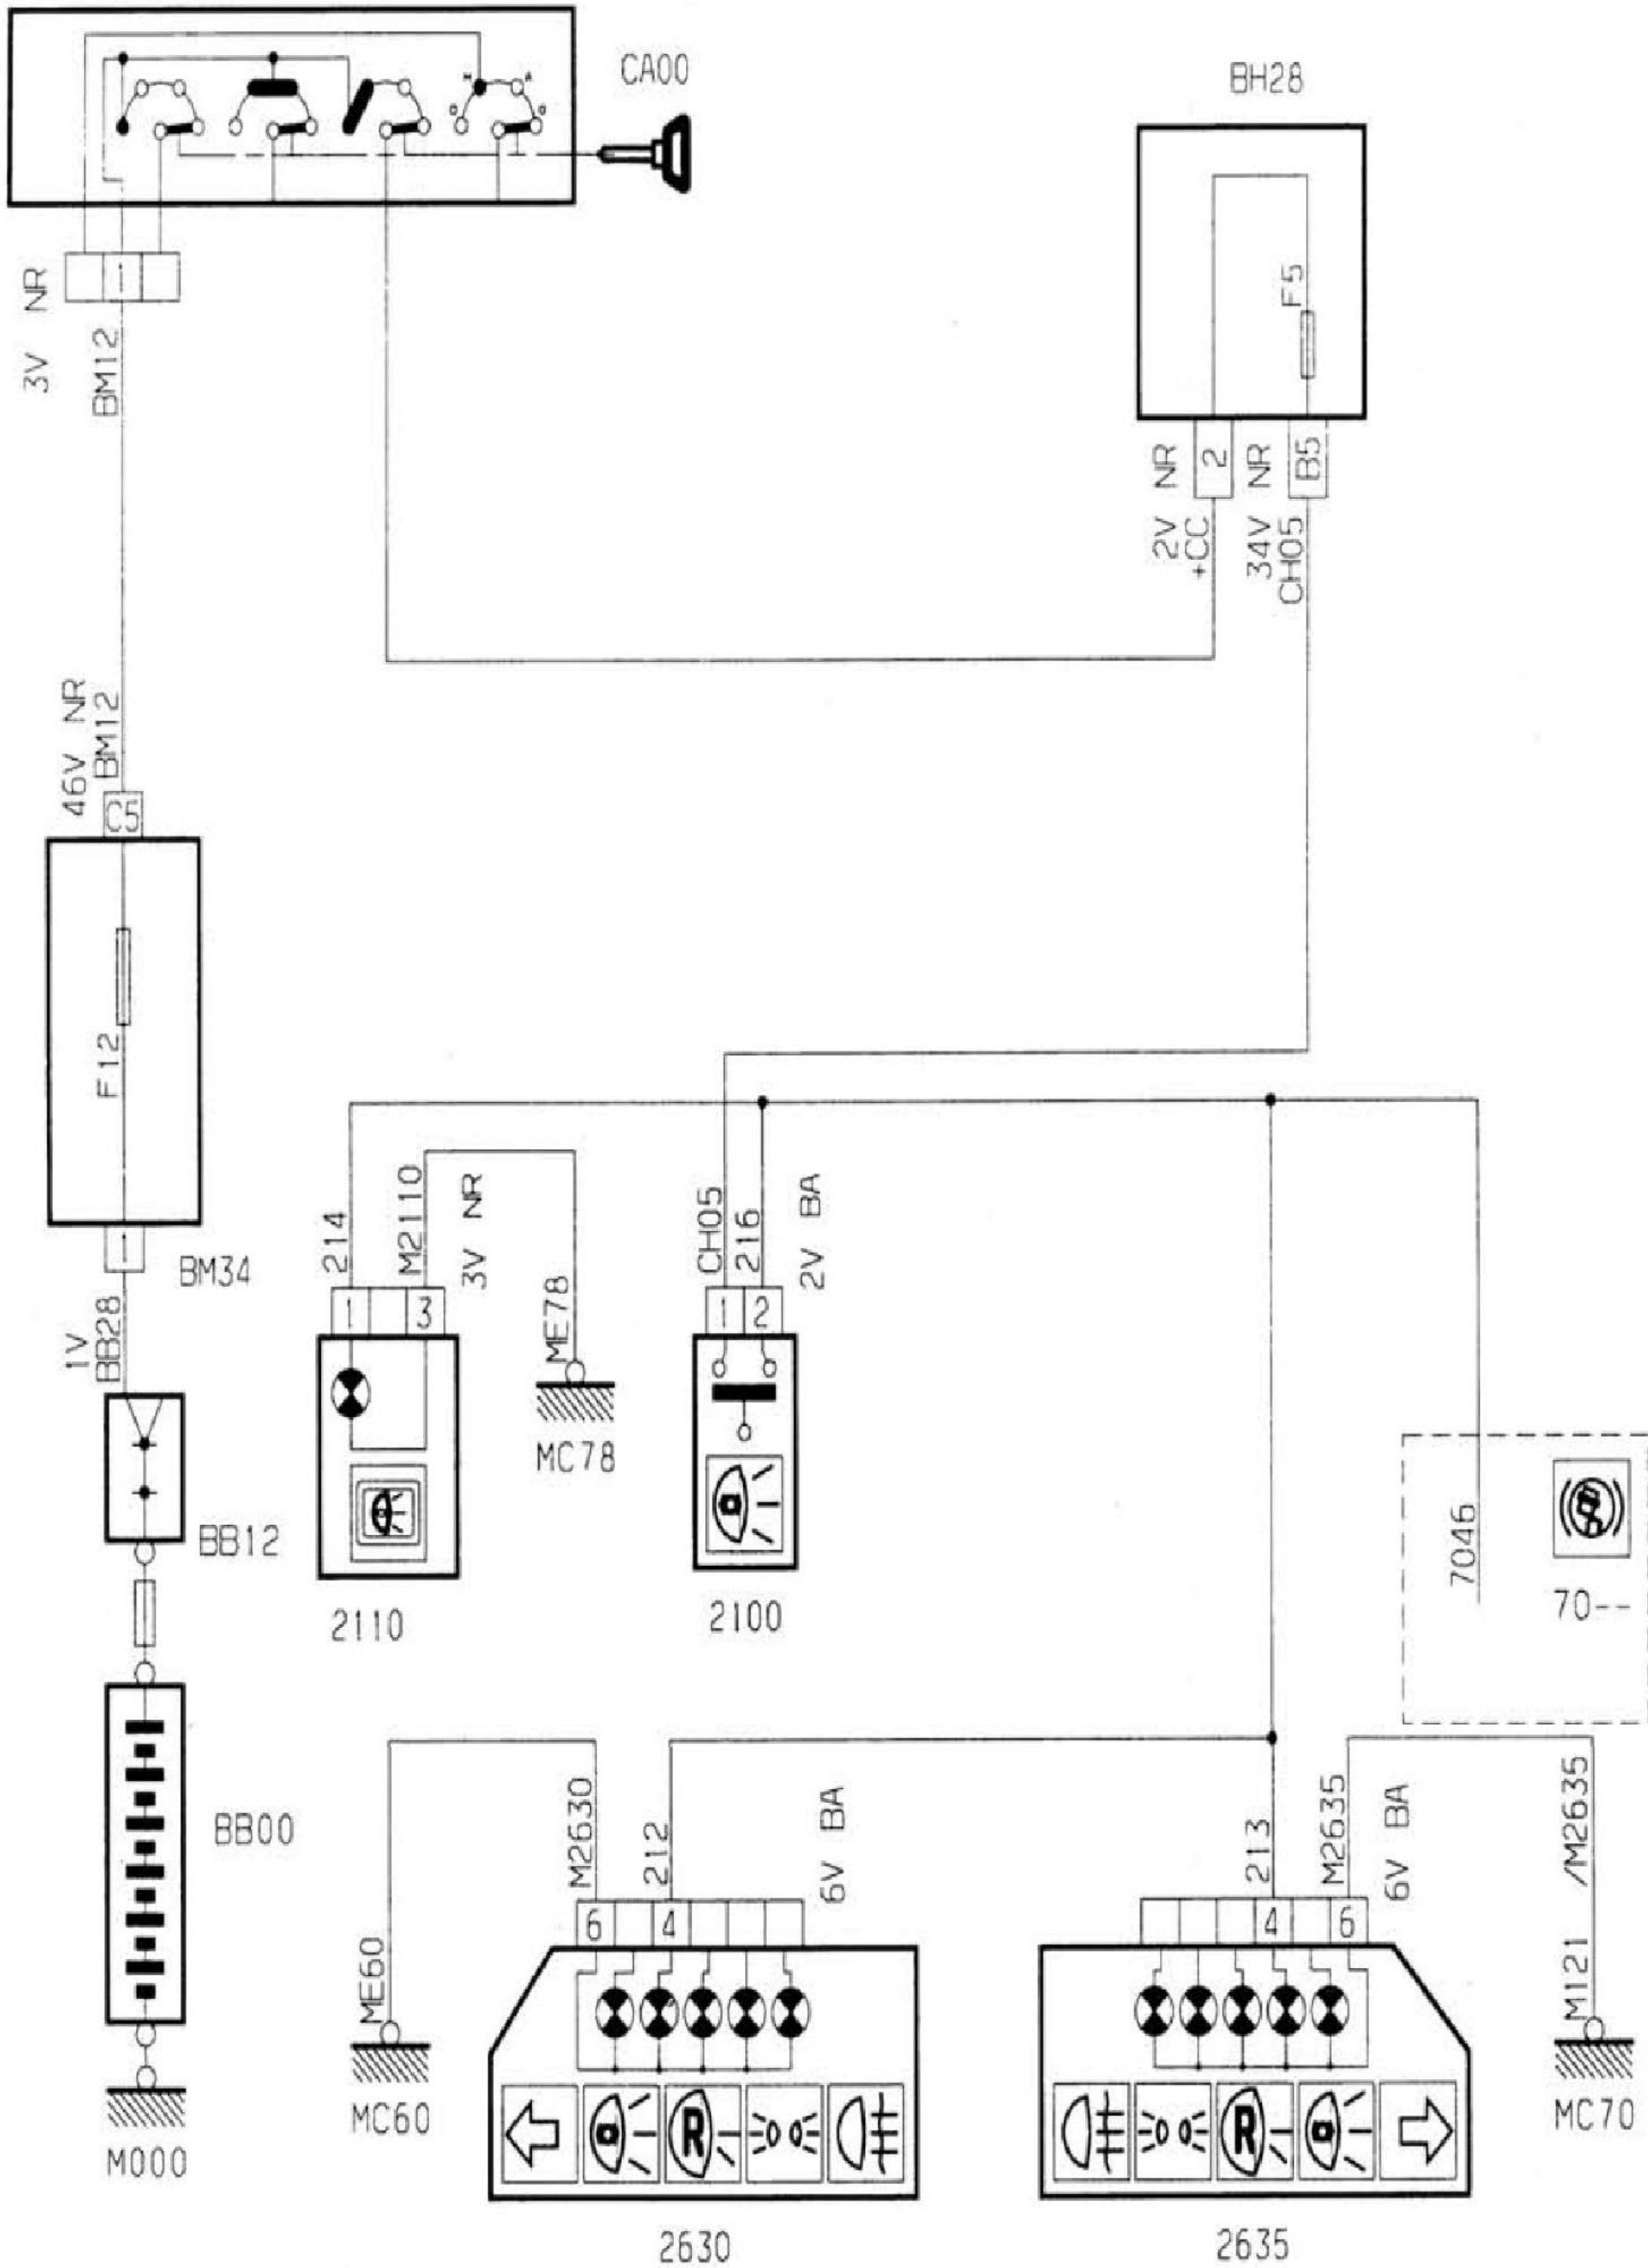 CA00
3V NR
BM12
BH28
F5
2
B5
2V NR
+CC
34V NR
CH05
46V NR
BM12
C5
F12
1
BM34
1V
BB28
BB12
BB00
M000
214
M2110
3V NR
1
3
2110
ME78
MC78
CH05
216
2V BA
1
2
2100
7046
70--
ME60
MC60
M2630
212
6V BA
6
4
R
2630
213
M2635
6V BA
4
6
R
2635
M121 /M2635
MC70